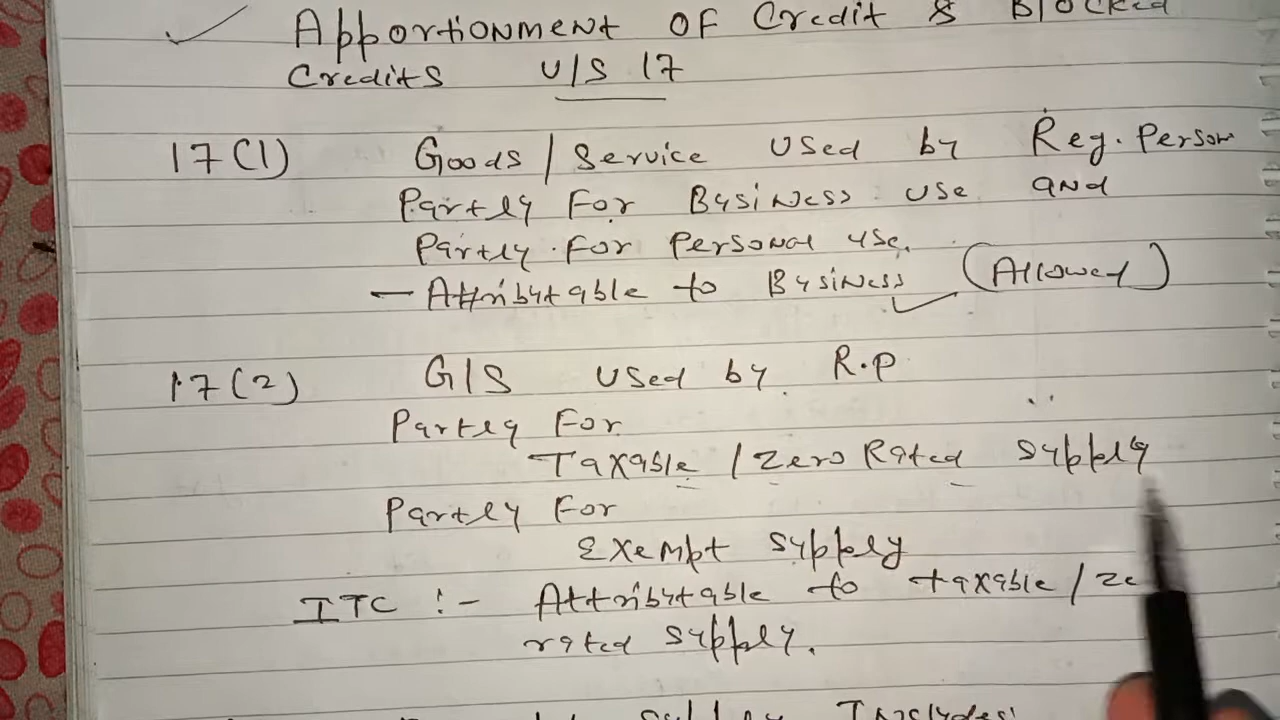 Apportionment of Credit & Blocked
Credits U/S 17
17(1) Goods/Service Used by Reg. Person
Partly For Business use and
Partly For Personal use.
- Attributable to Business (Allowed)
17(2) G/S Used by R.P
Partly For
Taxable / Zero Rated Supply
Partly For
Exempt Supply
ITC :- Attributable to taxable / Ze
rated supply.
Includes